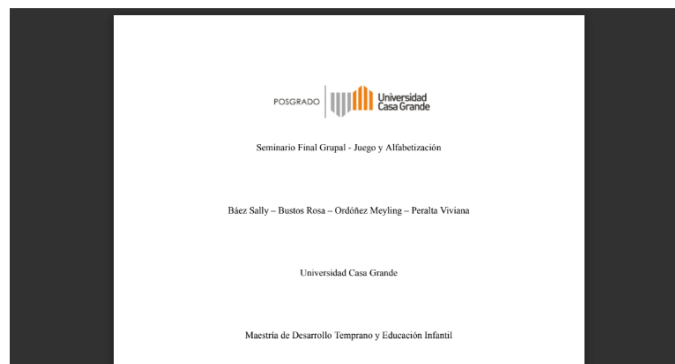 POSGRADO
Universidad
Casa Grande
Seminario Final Grupal - Juego y Alfabetización
Báez Sally – Bustos Rosa – Ordóñez Meyling – Peralta Viviana
Universidad Casa Grande
Maestría de Desarrollo Temprano y Educación Infantil